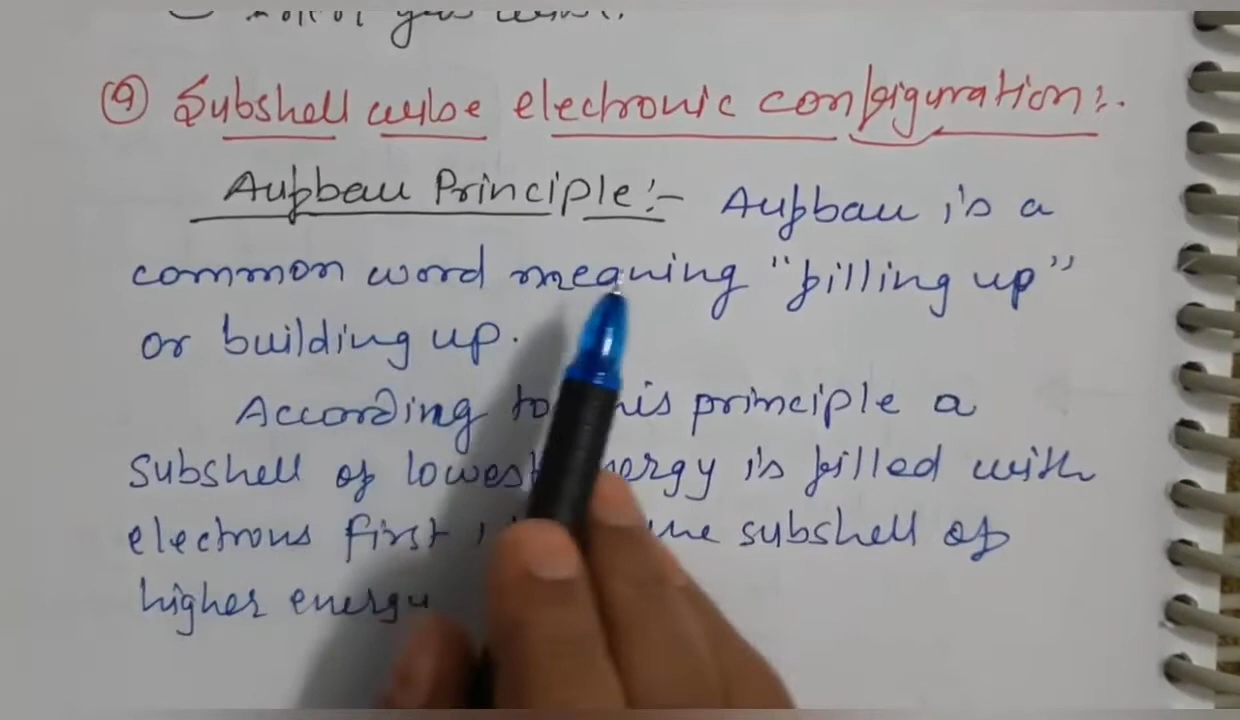 ④ Subshell wise electronic configuration:-
Aufbau Principle:- Aufbau is a
common word meaning "filling up"
or building up.
According to principle a
subshell of lowest is filled with
electrons first subshell of
higher energy